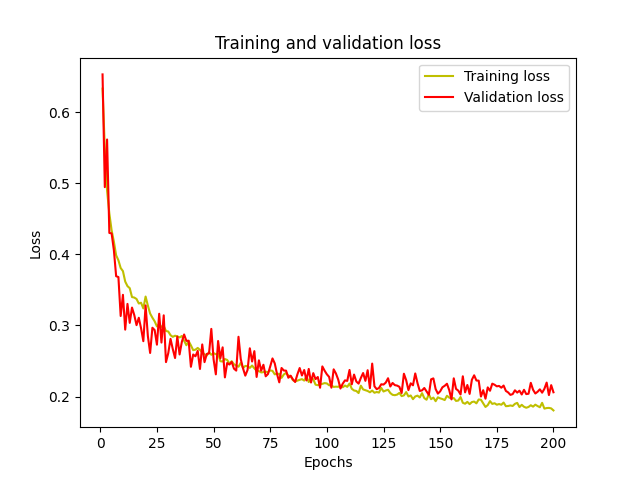 Training and validation loss
Training loss
Validation loss
0.6
0.5
0.4
0.3
0.2
Loss
0 25 50 75 100 125 150 175 200
Epochs